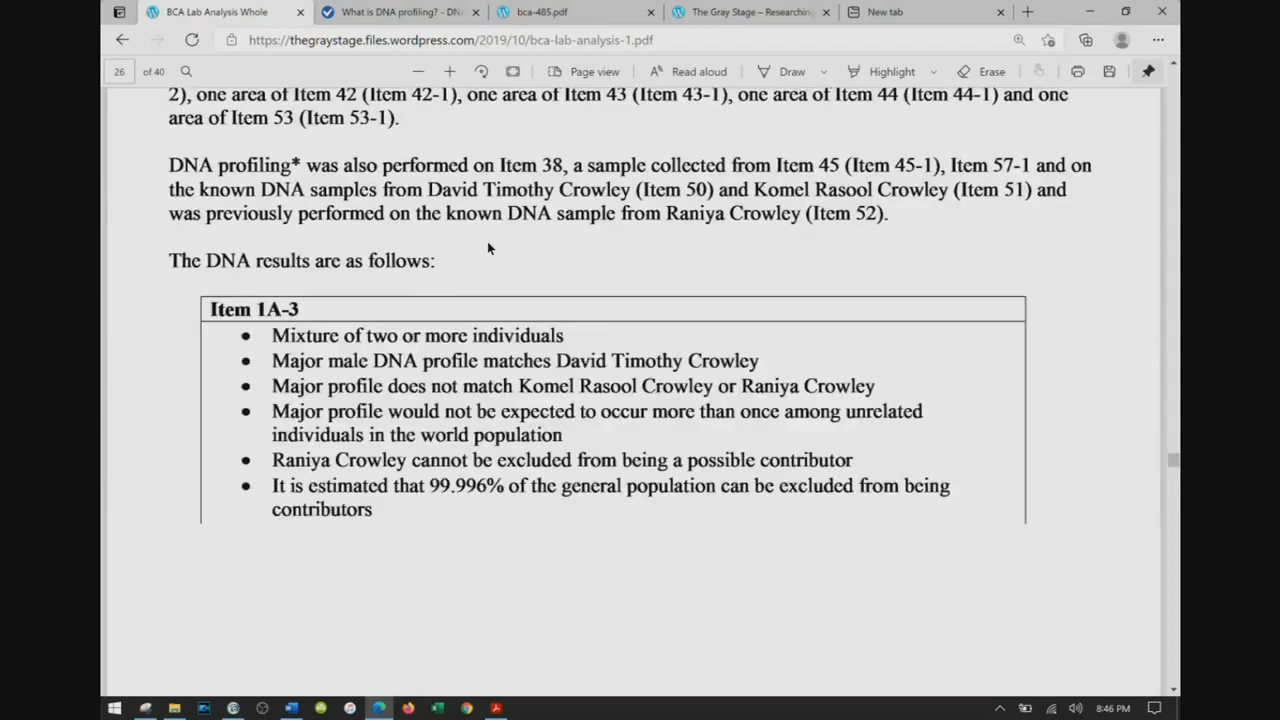 BCA Lab Analysis Whole
What is DNA profiling? - DNA
bca-485.pdf
The Gray Stage – Researching
New tab
https://thegraystage.files.wordpress.com/2019/10/bca-lab-analysis-1.pdf
26 of 40
Page view
Read aloud
Draw
Highlight
Erase
2), one area of Item 42 (Item 42-1), one area of Item 43 (Item 43-1), one area of Item 44 (Item 44-1) and one
area of Item 53 (Item 53-1).
DNA profiling* was also performed on Item 38, a sample collected from Item 45 (Item 45-1), Item 57-1 and on
the known DNA samples from David Timothy Crowley (Item 50) and Komel Rasool Crowley (Item 51) and
was previously performed on the known DNA sample from Raniya Crowley (Item 52).
The DNA results are as follows:
Item 1A-3
• Mixture of two or more individuals
• Major male DNA profile matches David Timothy Crowley
• Major profile does not match Komel Rasool Crowley or Raniya Crowley
• Major profile would not be expected to occur more than once among unrelated
individuals in the world population
• Raniya Crowley cannot be excluded from being a possible contributor
• It is estimated that 99.996% of the general population can be excluded from being
contributors
8:46 PM